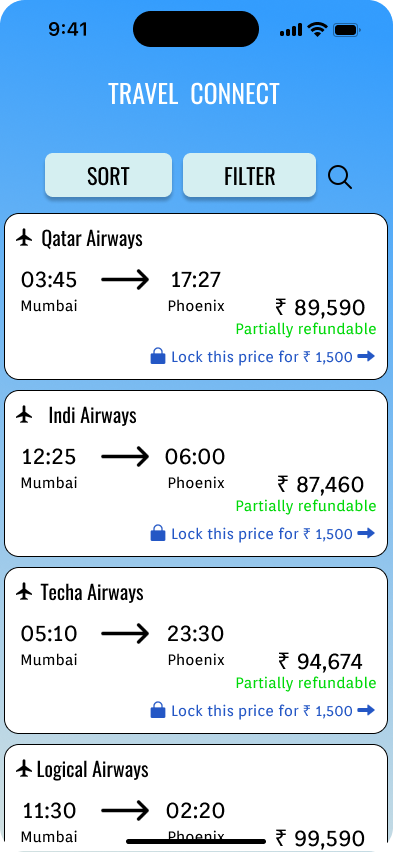 9:41
TRAVEL CONNECT
SORT FILTER
Qatar Airways
03:45 17:27
Mumbai Phoenix
₹ 89,590
Partially refundable
Lock this price for ₹ 1,500
Indi Airways
12:25 06:00
Mumbai Phoenix
₹ 87,460
Partially refundable
Lock this price for ₹ 1,500
Techa Airways
05:10 23:30
Mumbai Phoenix
₹ 94,674
Partially refundable
Lock this price for ₹ 1,500
Logical Airways
11:30 02:20
Mumbai Phoenix
₹ 99,590